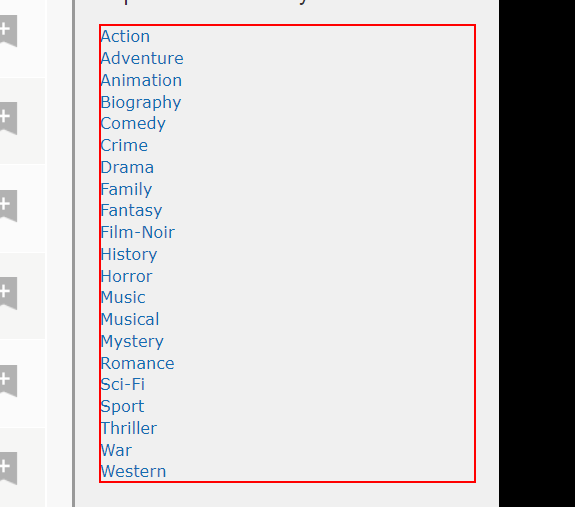 Action
Adventure
Animation
Biography
Comedy
Crime
Drama
Family
Fantasy
Film-Noir
History
Horror
Music
Musical
Mystery
Romance
Sci-Fi
Sport
Thriller
War
Western